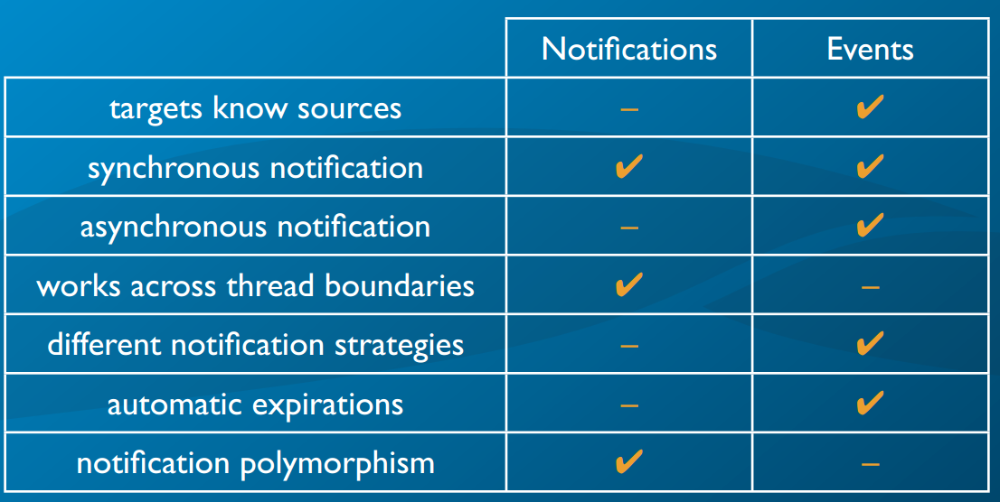 Notifications Events
targets know sources – ✔
synchronous notification ✔ ✔
asynchronous notification – ✔
works across thread boundaries ✔ –
different notification strategies – ✔
automatic expirations – ✔
notification polymorphism ✔ –